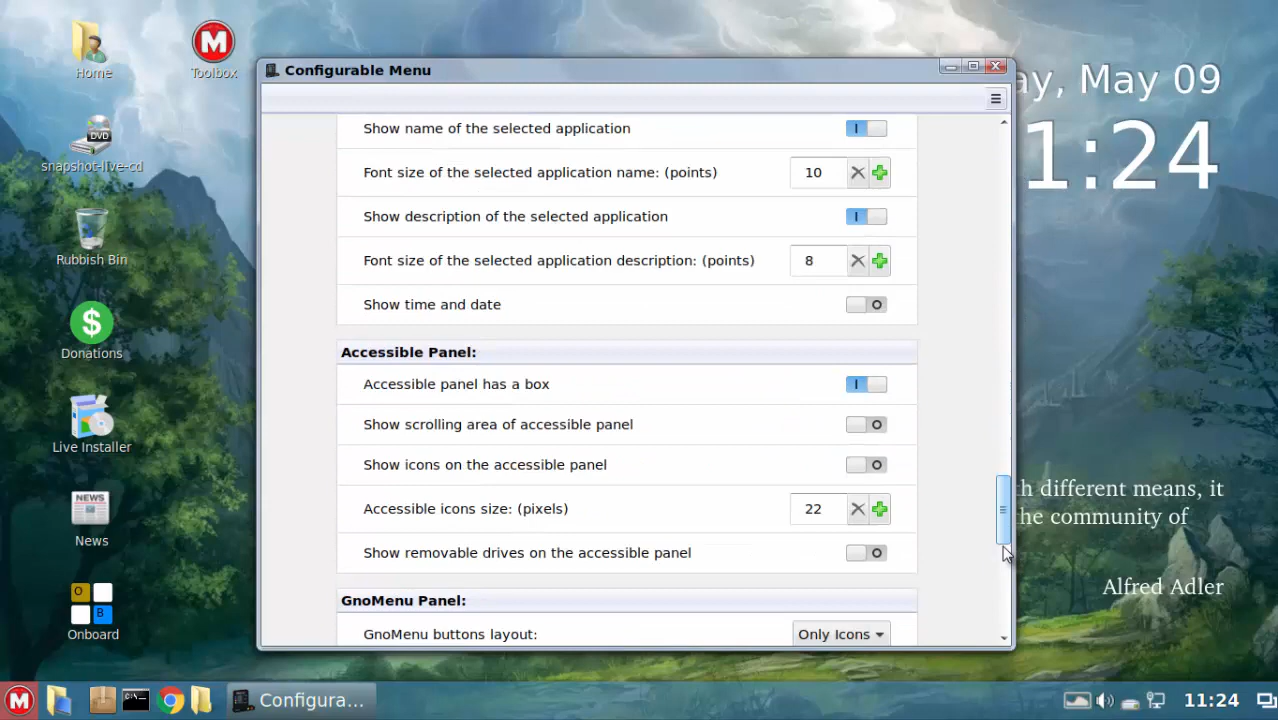 Home
Toolbox
snapshot-live-cd
DVD
Rubbish Bin
$
Donations
Live Installer
NEWS
News
O
B
Onboard
Configurable Menu
Show name of the selected application
Font size of the selected application name: (points) 10
Show description of the selected application
Font size of the selected application description: (points) 8
Show time and date
Accessible Panel:
Accessible panel has a box
Show scrolling area of accessible panel
Show icons on the accessible panel
Accessible icons size: (pixels) 22
Show removable drives on the accessible panel
GnoMenu Panel:
GnoMenu buttons layout: Only Icons
ay, May 09
1:24
th different means, it
the community of
Alfred Adler
M
Configura...
11:24